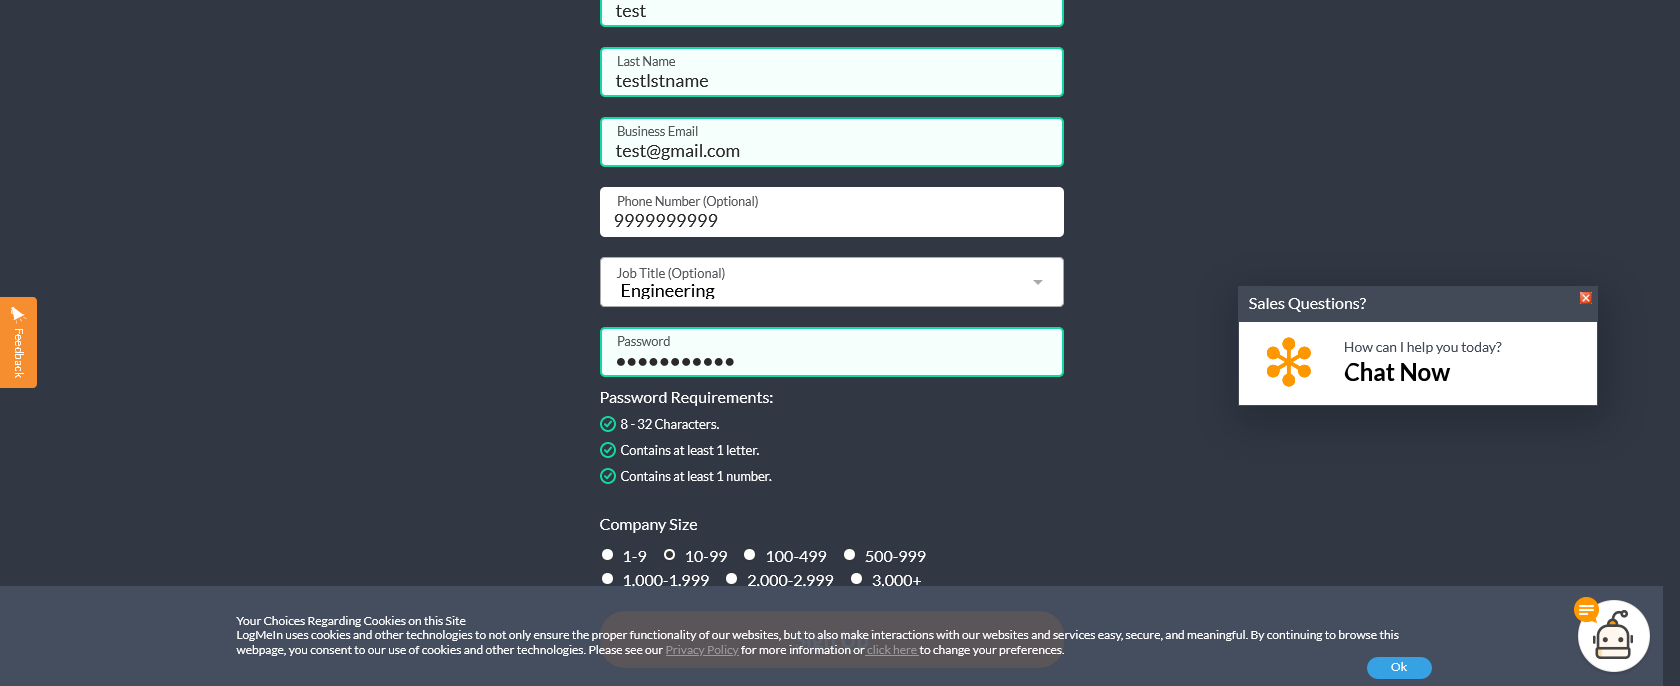 test
Last Name
testlstname
Business Email
test@gmail.com
Phone Number (Optional)
9999999999
Job Title (Optional)
Engineering
Password
Password Requirements:
8 - 32 Characters.
Contains at least 1 letter.
Contains at least 1 number.
Company Size
1-9 10-99 100-499 500-999
1,000-1,999 2,000-2,999 3,000+
Feedback
Sales Questions?
How can I help you today?
Chat Now
Your Choices Regarding Cookies on this Site
LogMeIn uses cookies and other technologies to not only ensure the proper functionality of our websites, but to also make interactions with our websites and services easy, secure, and meaningful. By continuing to browse this
webpage, you consent to our use of cookies and other technologies. Please see our Privacy Policy for more information or click here to change your preferences.
Ok